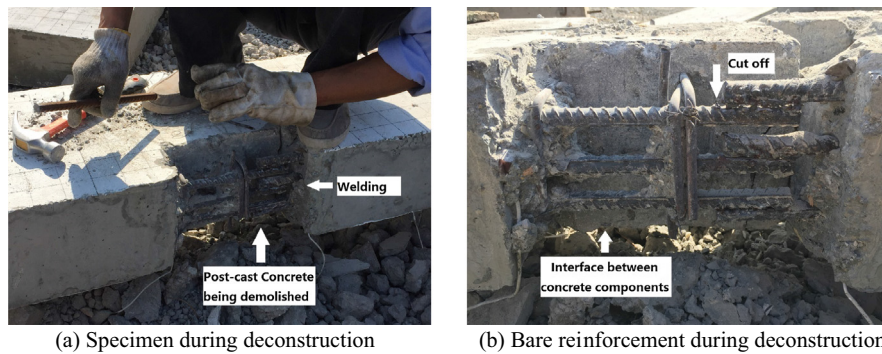 Welding
Post-cast Concrete
being demolished
Cut off
Interface between
concrete components
(a) Specimen during deconstruction
(b) Bare reinforcement during deconstruction